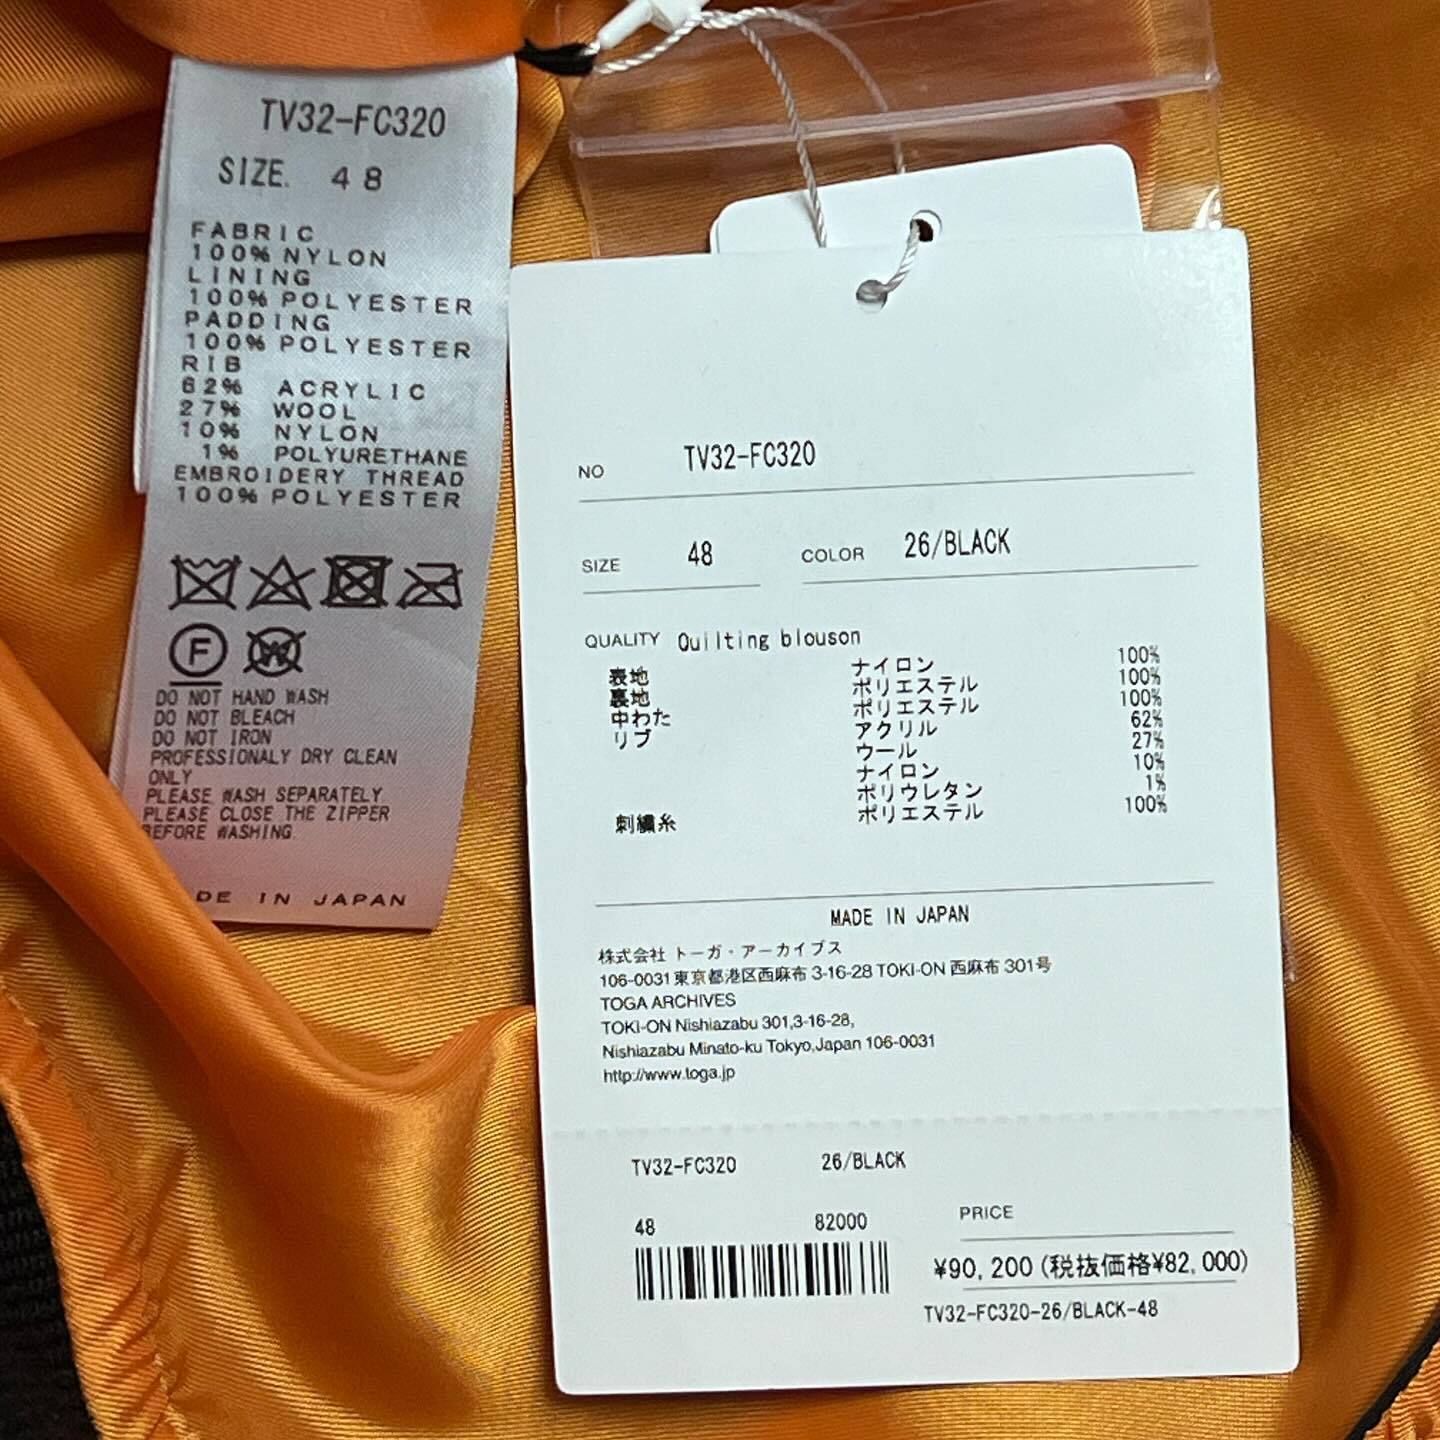 TV32-FC320
SIZE. 48
FABRIC
100% NYLON
LINING
100% POLYESTER
PADDING
100% POLYESTER
RIB
62% ACRYLIC
27% WOOL
10% NYLON
1% POLYURETHANE
EMBROIDERY THREAD
100% POLYESTER
F
W
DO NOT HAND WASH
DO NOT BLEACH
DO NOT IRON
PROFESSIONALY DRY CLEAN
ONLY
PLEASE WASH SEPARATELY
PLEASE CLOSE THE ZIPPER
BEFORE WASHING.
DE IN JAPAN
NO TV32-FC320
SIZE 48 COLOR 26/BLACK
QUALITY Quilting blouson
表地 ナイロン 100%
裏地 ポリエステル 100%
中わた ポリエステル 100%
リブ アクリル 62%
ウール 27%
ナイロン 10%
ポリウレタン 1%
刺繍糸 ポリエステル 100%
MADE IN JAPAN
株式会社 トーガ・アーカイブス
106-0031 東京都港区西麻布 3-16-28 TOKI-ON 西麻布 301号
TOGA ARCHIVES
TOKI-ON Nishiazabu 301,3-16-28,
Nishiazabu Minato-ku Tokyo,Japan 106-0031
http://www.toga.jp
TV32-FC320 26/BLACK
48 82000
PRICE
¥90,200(税抜価格¥82,000)
TV32-FC320-26/BLACK-48